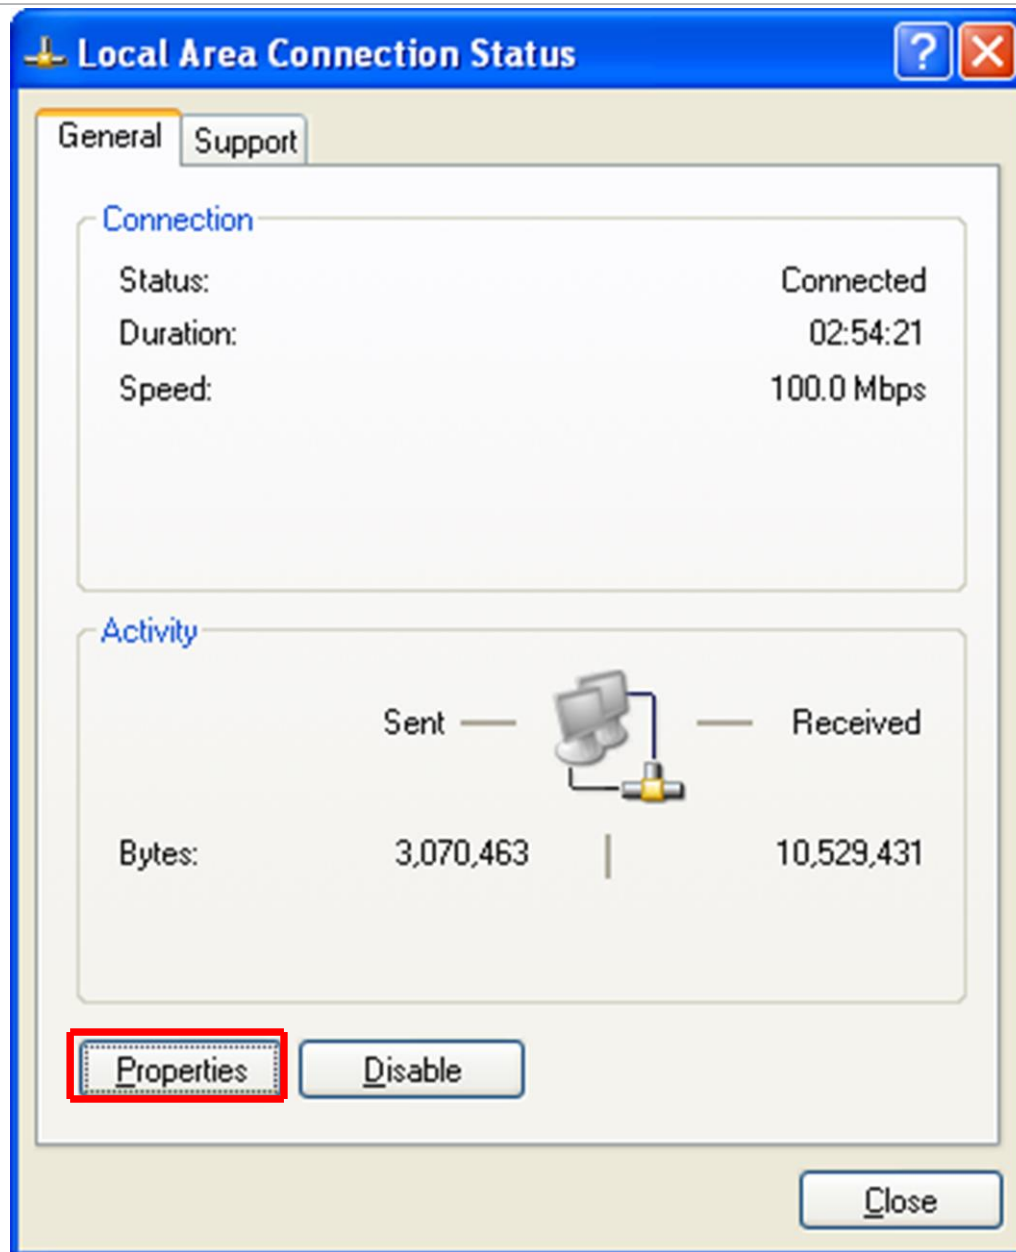 Local Area Connection Status
General Support
Connection
Status: Connected
Duration: 02:54:21
Speed: 100.0 Mbps
Activity
Sent Received
Bytes: 3,070,463 10,529,431
Properties Disable
Close